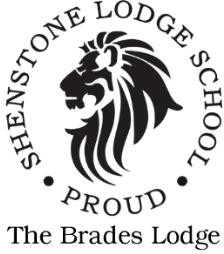 SHENSTONE LODGE SCHOOL
• PROUD •
The Brades Lodge